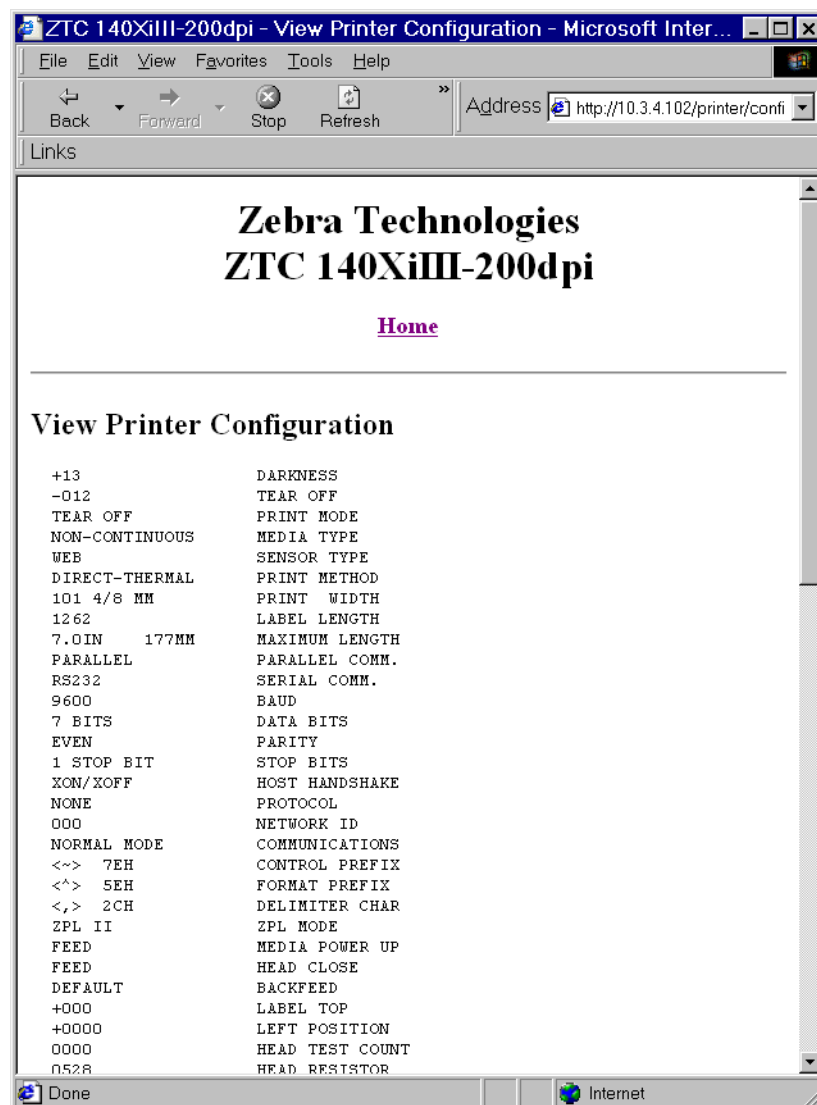 ZTC 140XiIII-200dpi - View Printer Configuration - Microsoft Inter...
File Edit View Favorites Tools Help
Back Forward Stop Refresh » Address http://10.3.4.102/printer/confi
Links
Zebra Technologies
ZTC 140XiIII-200dpi
Home
View Printer Configuration
+13 DARKNESS
-012 TEAR OFF
TEAR OFF PRINT MODE
NON-CONTINUOUS MEDIA TYPE
WEB SENSOR TYPE
DIRECT-THERMAL PRINT METHOD
101 4/8 MM PRINT WIDTH
1262 LABEL LENGTH
7.0IN 177MM MAXIMUM LENGTH
PARALLEL PARALLEL COMM.
RS232 SERIAL COMM.
9600 BAUD
7 BITS DATA BITS
EVEN PARITY
1 STOP BIT STOP BITS
XON/XOFF HOST HANDSHAKE
NONE PROTOCOL
000 NETWORK ID
NORMAL MODE COMMUNICATIONS
<~> 7EH CONTROL PREFIX
<^> 5EH FORMAT PREFIX
<,> 2CH DELIMITER CHAR
ZPL II ZPL MODE
FEED MEDIA POWER UP
FEED HEAD CLOSE
DEFAULT BACKFEED
+000 LABEL TOP
+0000 LEFT POSITION
0000 HEAD TEST COUNT
0528 HEAD RESISTOR
Done Internet